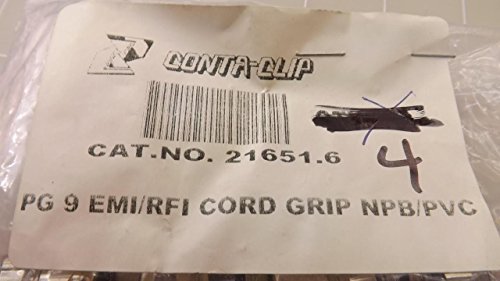 CONTA-CLIP
CAT.NO. 21651.6
4
PG 9 EMI/RFI CORD GRIP NPB/PVC